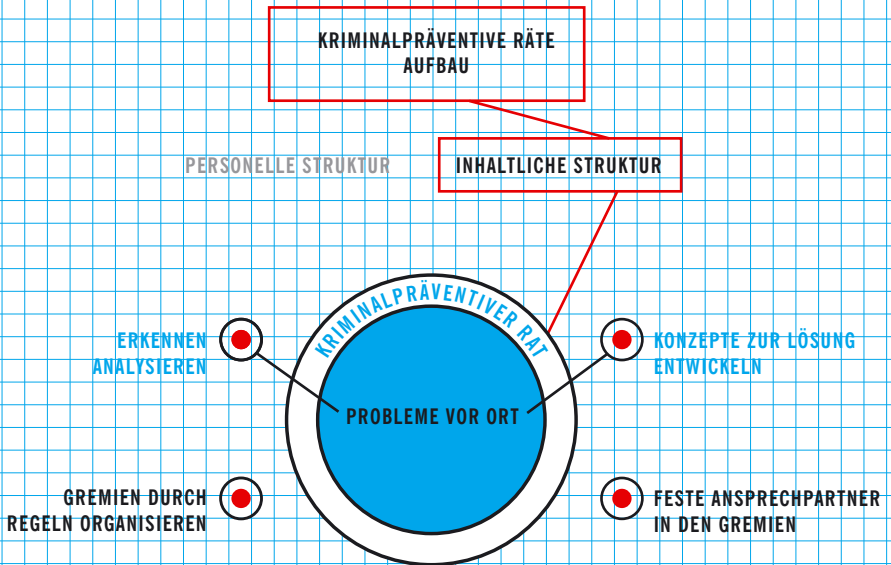 KRIMINALPRÄVENTIVE RÄTE
AUFBAU
PERSONELLE STRUKTUR
INHALTLICHE STRUKTUR
KRIMINALPRÄVENTIVER RAT
ERKENNEN
ANALYSIEREN
KONZEPTE ZUR LÖSUNG
ENTWICKELN
PROBLEME VOR ORT
GREMIEN DURCH
REGELN ORGANISIEREN
FESTE ANSPRECHPARTNER
IN DEN GREMIEN